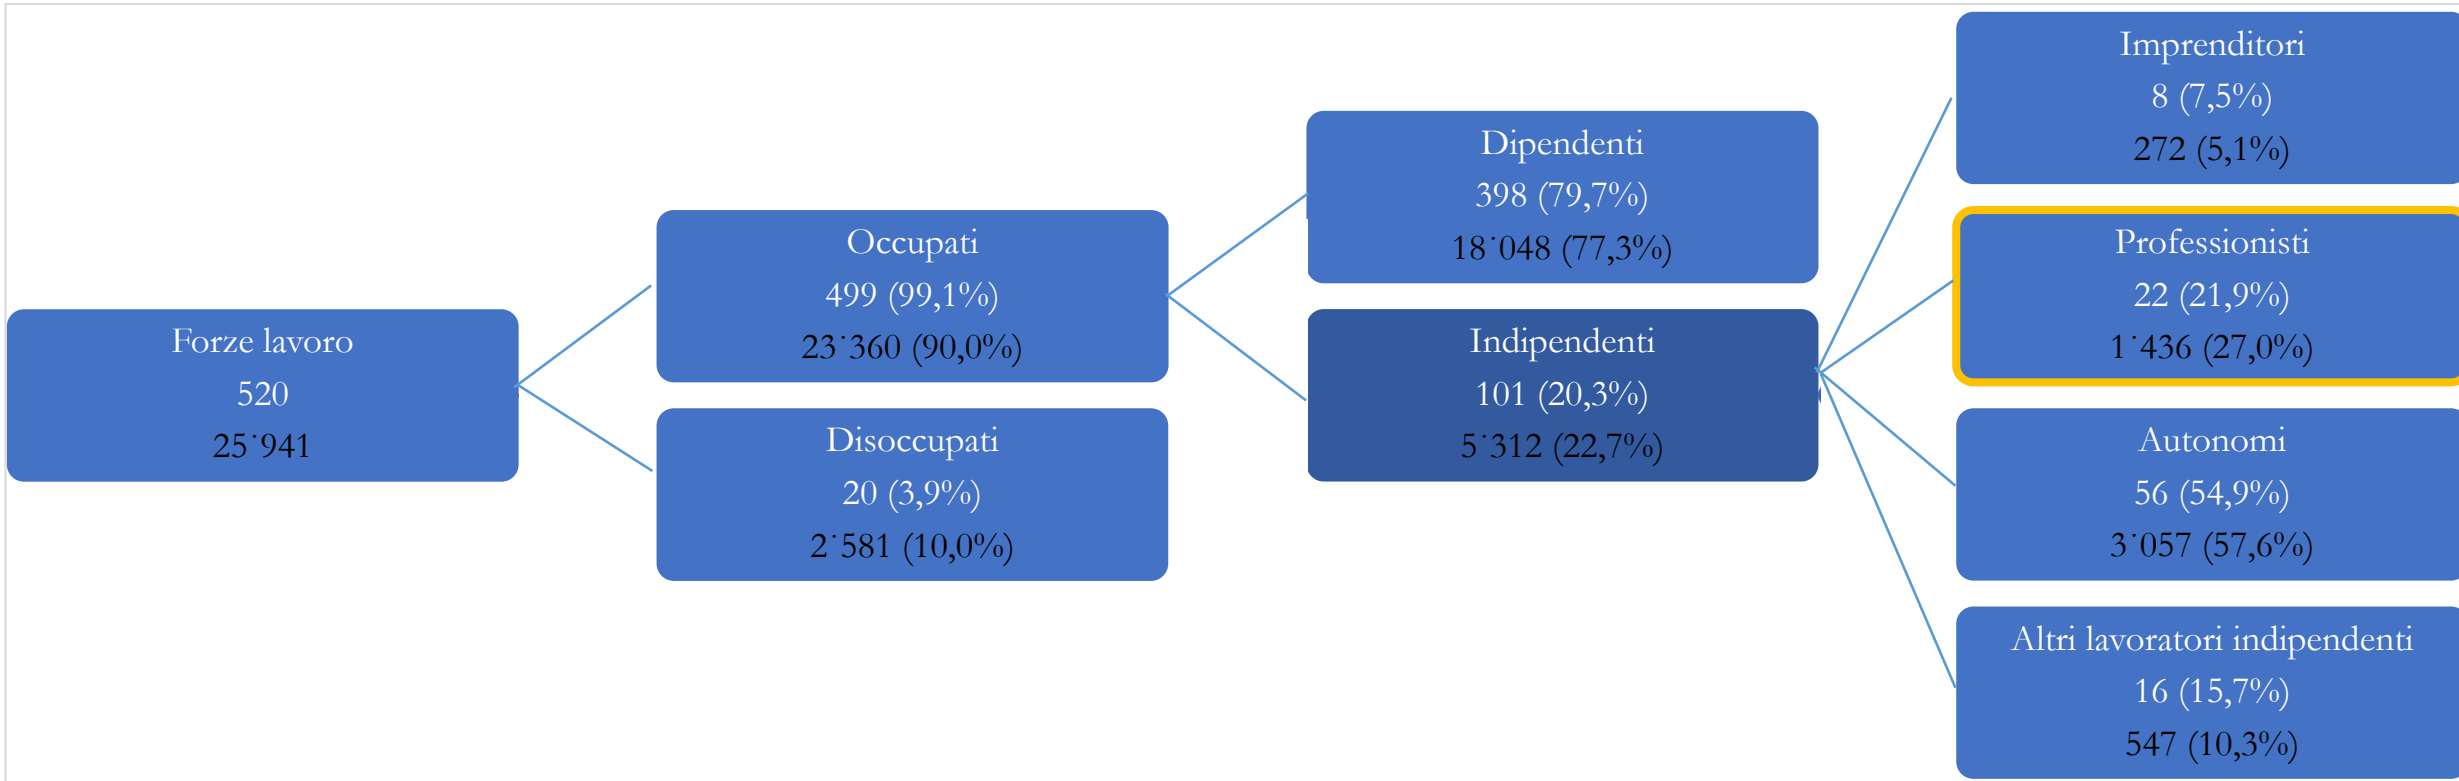 Forze lavoro
520
25˙941
Occupati
499 (99,1%)
23˙360 (90,0%)
Disoccupati
20 (3,9%)
2˙581 (10,0%)
Dipendenti
398 (79,7%)
18˙048 (77,3%)
Indipendenti
101 (20,3%)
5˙312 (22,7%)
Imprenditori
8 (7,5%)
272 (5,1%)
Professionisti
22 (21,9%)
1˙436 (27,0%)
Autonomi
56 (54,9%)
3˙057 (57,6%)
Altri lavoratori indipendenti
16 (15,7%)
547 (10,3%)